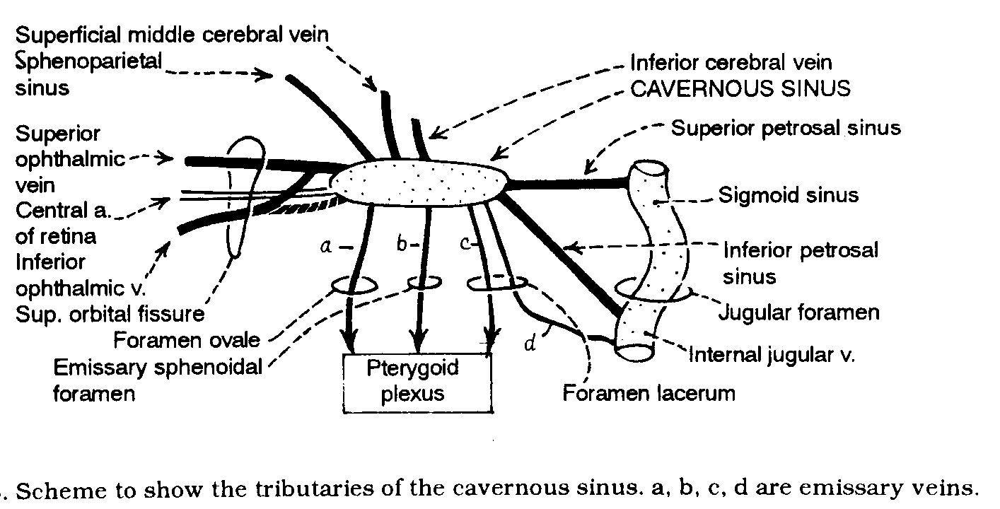 Superficial middle cerebral vein
Sphenoparietal
sinus
Superior
ophthalmic
vein
Central a.
of retina
Inferior
ophthalmic v.
Sup. orbital fissure
Foramen ovale
Emissary sphenoidal
foramen
Inferior cerebral vein
CAVERNOUS SINUS
Superior petrosal sinus
Sigmoid sinus
Inferior petrosal
sinus
Jugular foramen
Internal jugular v.
Foramen lacerum
a
b
c
d
Pterygoid
plexus
. Scheme to show the tributaries of the cavernous sinus. a, b, c, d are emissary veins.